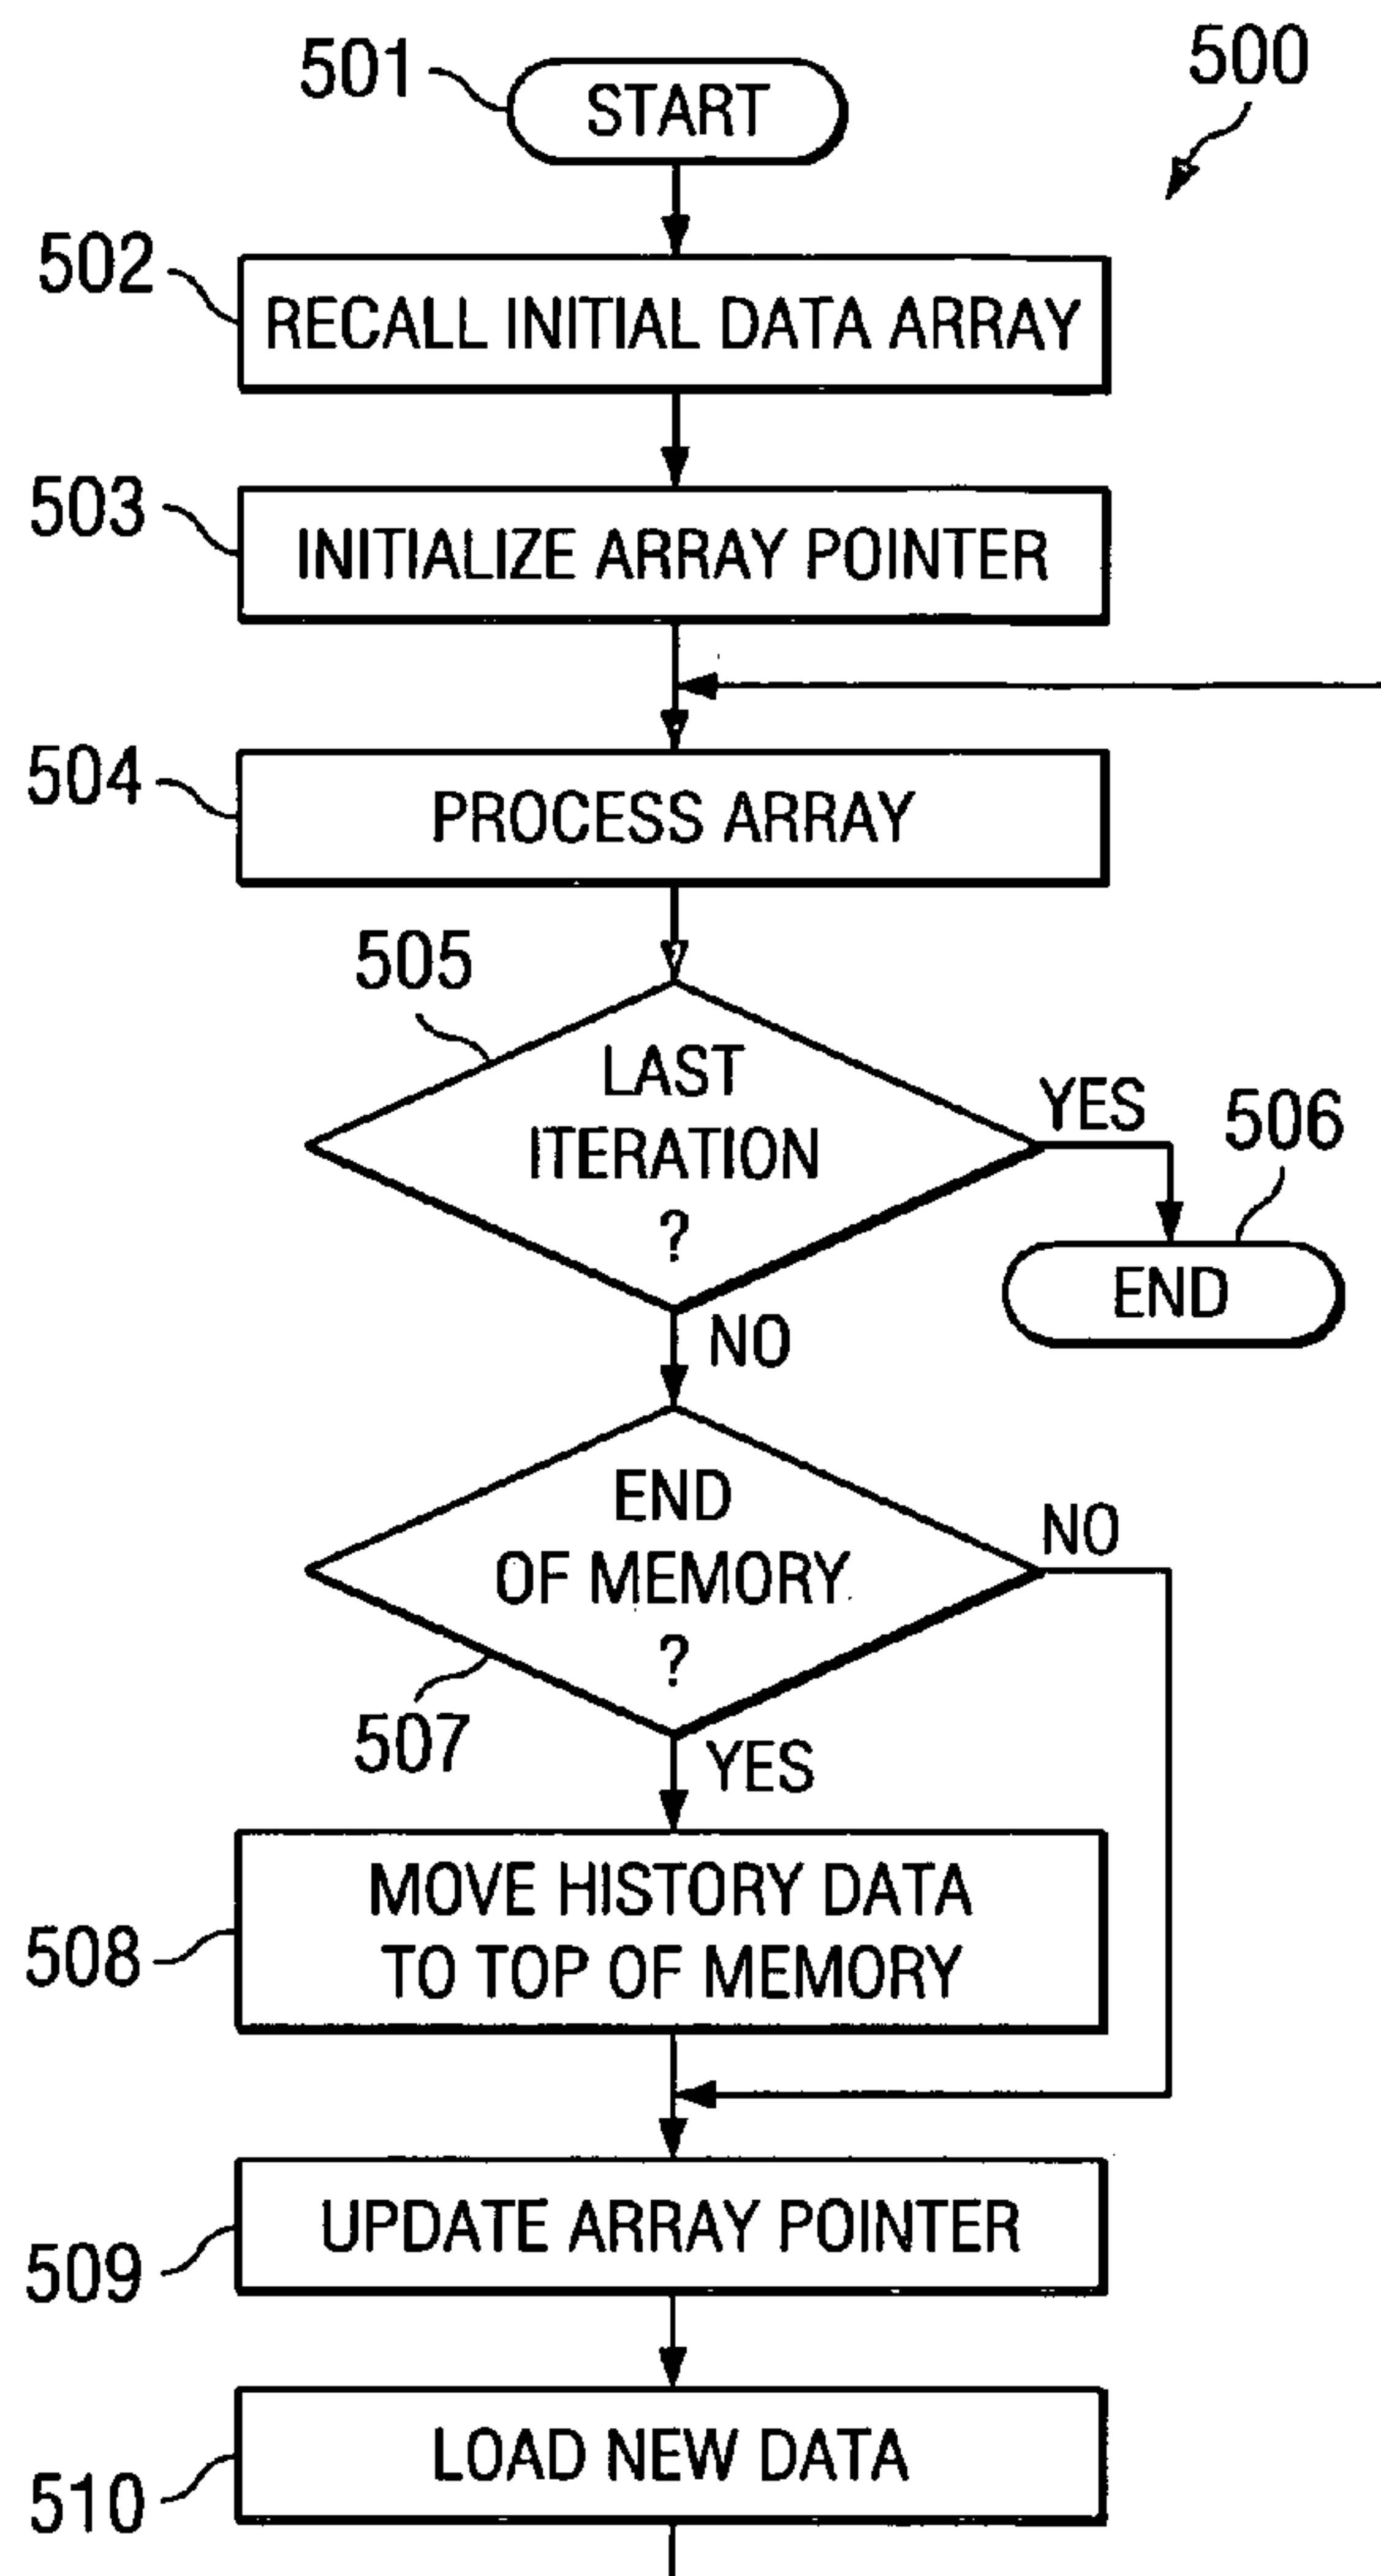 500
501
START
502
RECALL INITIAL DATA ARRAY
503
INITIALIZE ARRAY POINTER
504
PROCESS ARRAY
505
LAST
ITERATION
?
YES
506
END
NO
END
OF MEMORY
?
NO
507
YES
508
MOVE HISTORY DATA
TO TOP OF MEMORY
509
UPDATE ARRAY POINTER
510
LOAD NEW DATA